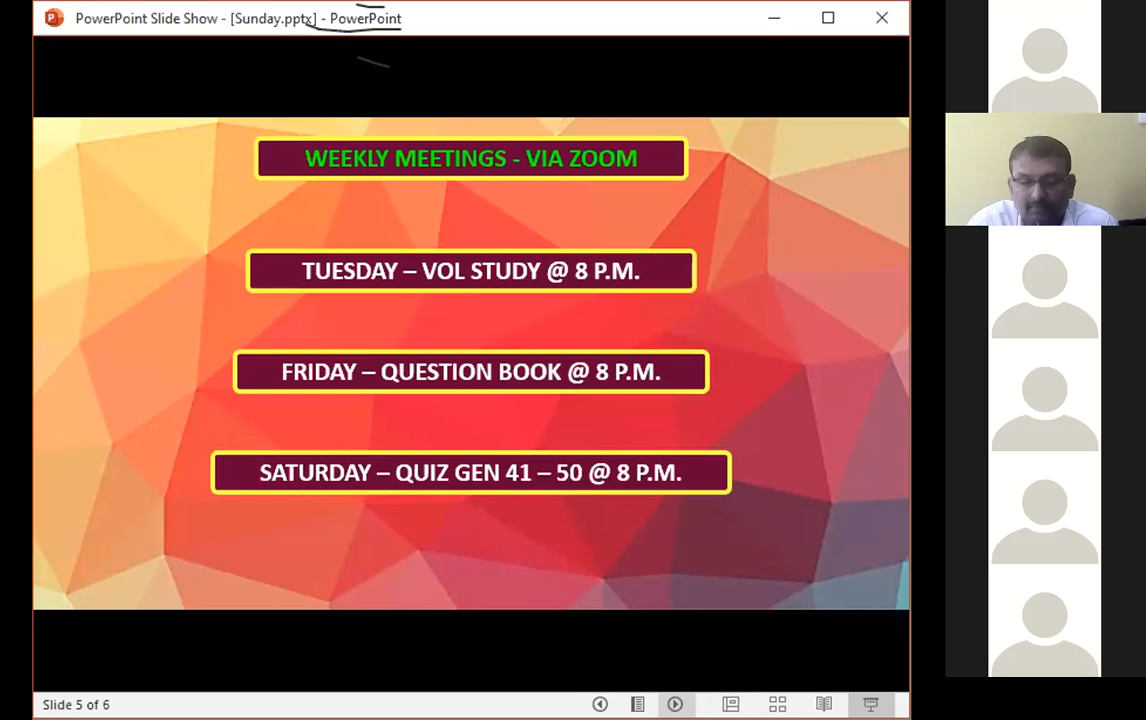 PowerPoint Slide Show - [Sunday.pptx] - PowerPoint
WEEKLY MEETINGS - VIA ZOOM
TUESDAY – VOL STUDY @ 8 P.M.
FRIDAY – QUESTION BOOK @ 8 P.M.
SATURDAY – QUIZ GEN 41 – 50 @ 8 P.M.
Slide 5 of 6